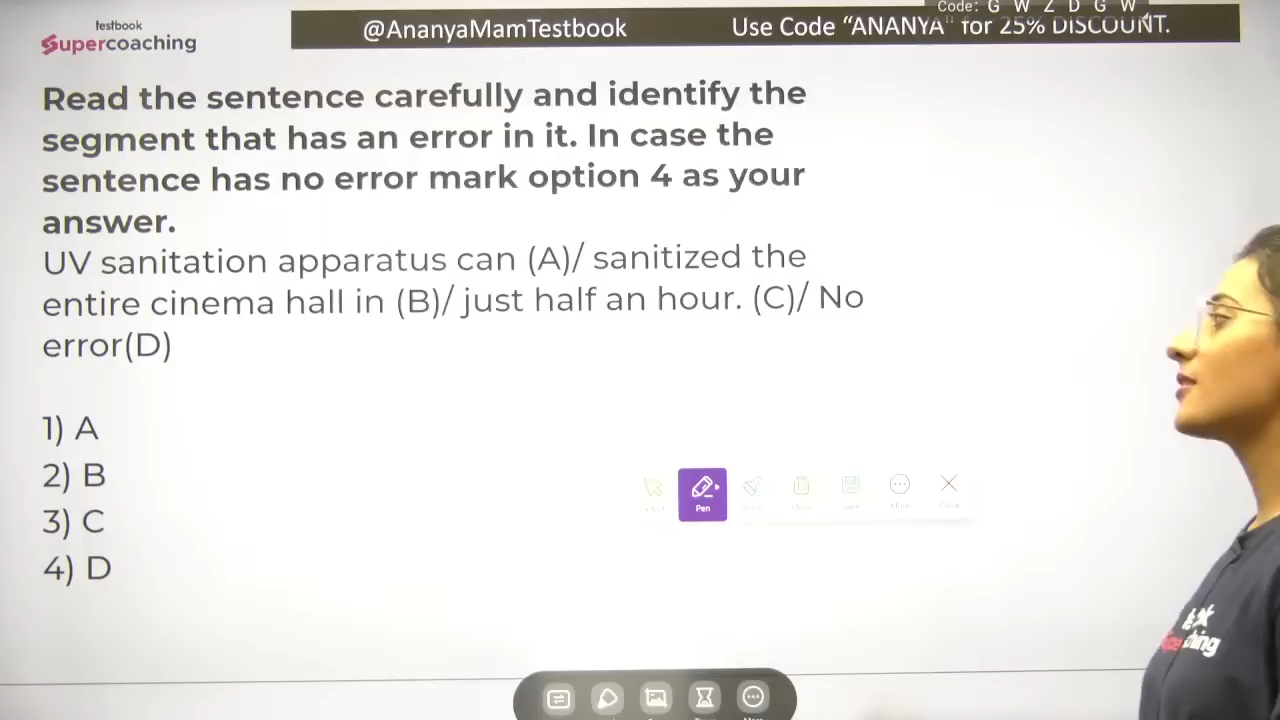 Code: G W Z D G W
testbook
Supercoaching
@AnanyaMamTestbook
Use Code “ANANYA" for 25% DISCOUNT.
Read the sentence carefully and identify the
segment that has an error in it. In case the
sentence has no error mark option 4 as your
answer.
UV sanitation apparatus can (A)/ sanitized the
entire cinema hall in (B)/ just half an hour. (C)/ No
error(D)
1) A
2) B
3) C
4) D
Pen